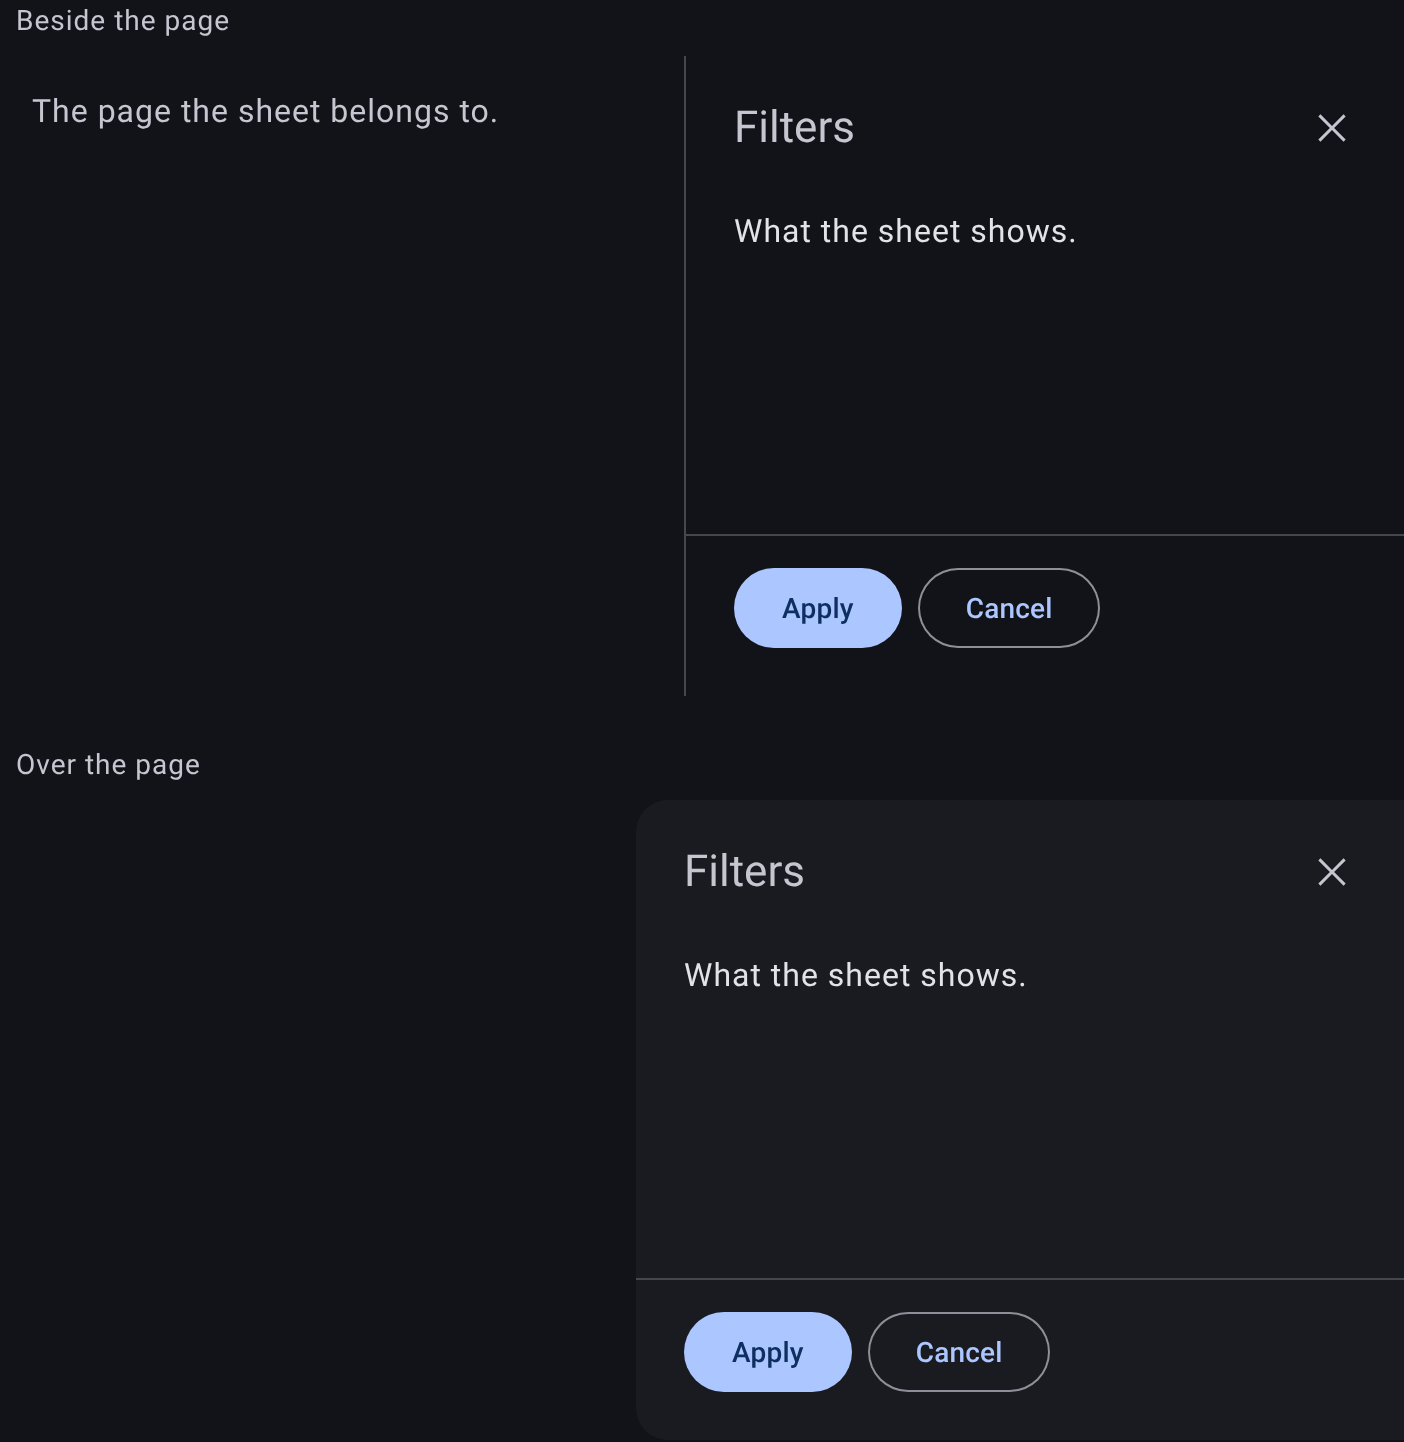 Beside the page
The page the sheet belongs to.
Filters
What the sheet shows.
Apply
Cancel
Over the page
Filters
What the sheet shows.
Apply
Cancel